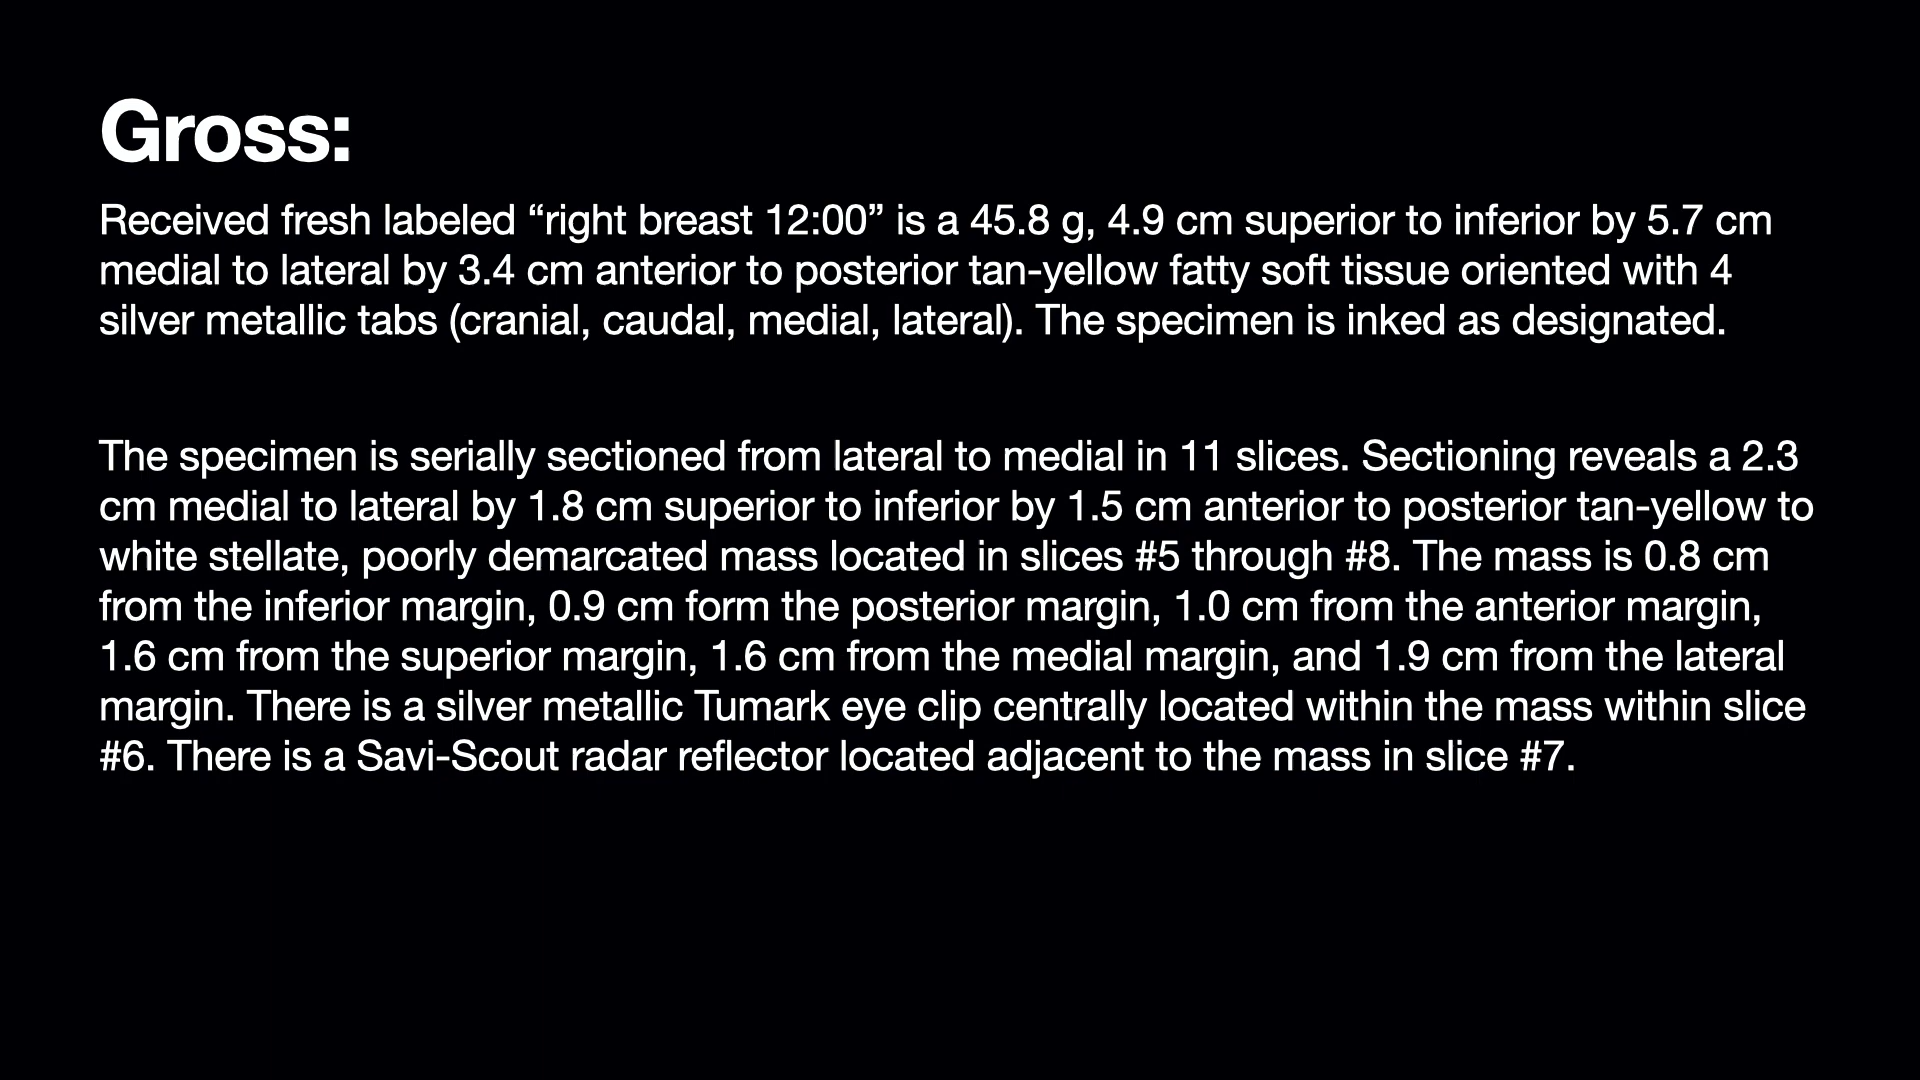 Gross:
Received fresh labeled “right breast 12:00” is a 45.8 g, 4.9 cm superior to inferior by 5.7 cm
medial to lateral by 3.4 cm anterior to posterior tan-yellow fatty soft tissue oriented with 4
silver metallic tabs (cranial, caudal, medial, lateral). The specimen is inked as designated.
The specimen is serially sectioned from lateral to medial in 11 slices. Sectioning reveals a 2.3
cm medial to lateral by 1.8 cm superior to inferior by 1.5 cm anterior to posterior tan-yellow to
white stellate, poorly demarcated mass located in slices #5 through #8. The mass is 0.8 cm
from the inferior margin, 0.9 cm form the posterior margin, 1.0 cm from the anterior margin,
1.6 cm from the superior margin, 1.6 cm from the medial margin, and 1.9 cm from the lateral
margin. There is a silver metallic Tumark eye clip centrally located within the mass within slice
#6. There is a Savi-Scout radar reflector located adjacent to the mass in slice #7.